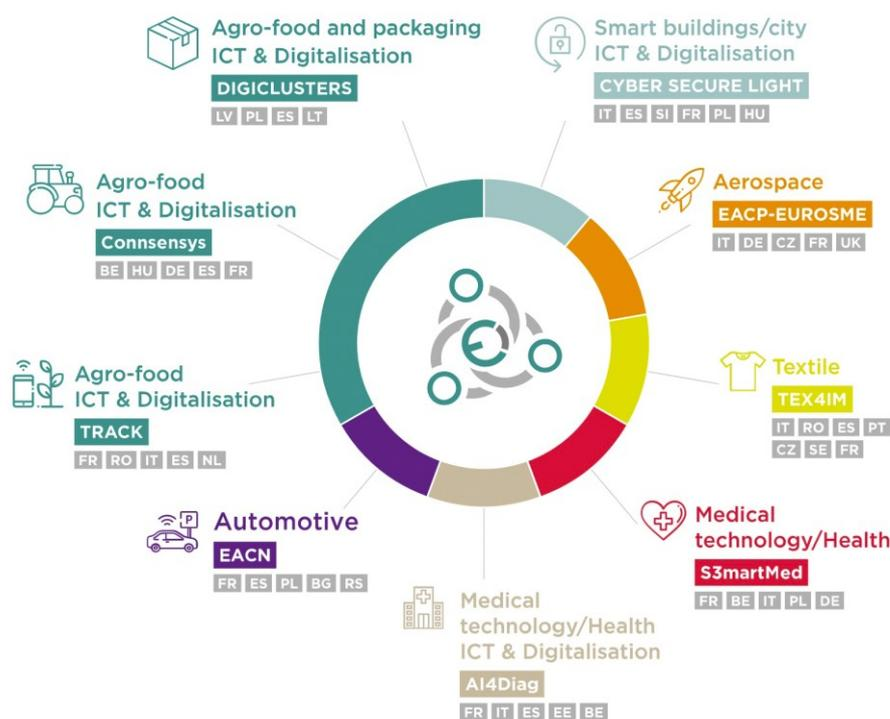 Agro-food and packaging
ICT & Digitalisation
DIGICLUSTERS
LV PL ES LT
Smart buildings/city
ICT & Digitalisation
CYBER SECURE LIGHT
IT ES SI FR PL HU
Agro-food
ICT & Digitalisation
Connsensys
BE HU DE ES FR
Aerospace
EACP-EUROSME
IT DE CZ FR UK
Agro-food
ICT & Digitalisation
TRACK
FR RO IT ES NL
Textile
TEX4IM
IT RO ES PT
CZ SE FR
P
Automotive
EACN
FR ES PL BG RS
Medical
technology/Health
S3martMed
FR BE IT PL DE
Medical
technology/Health
ICT & Digitalisation
AI4Diag
FR IT ES EE BE